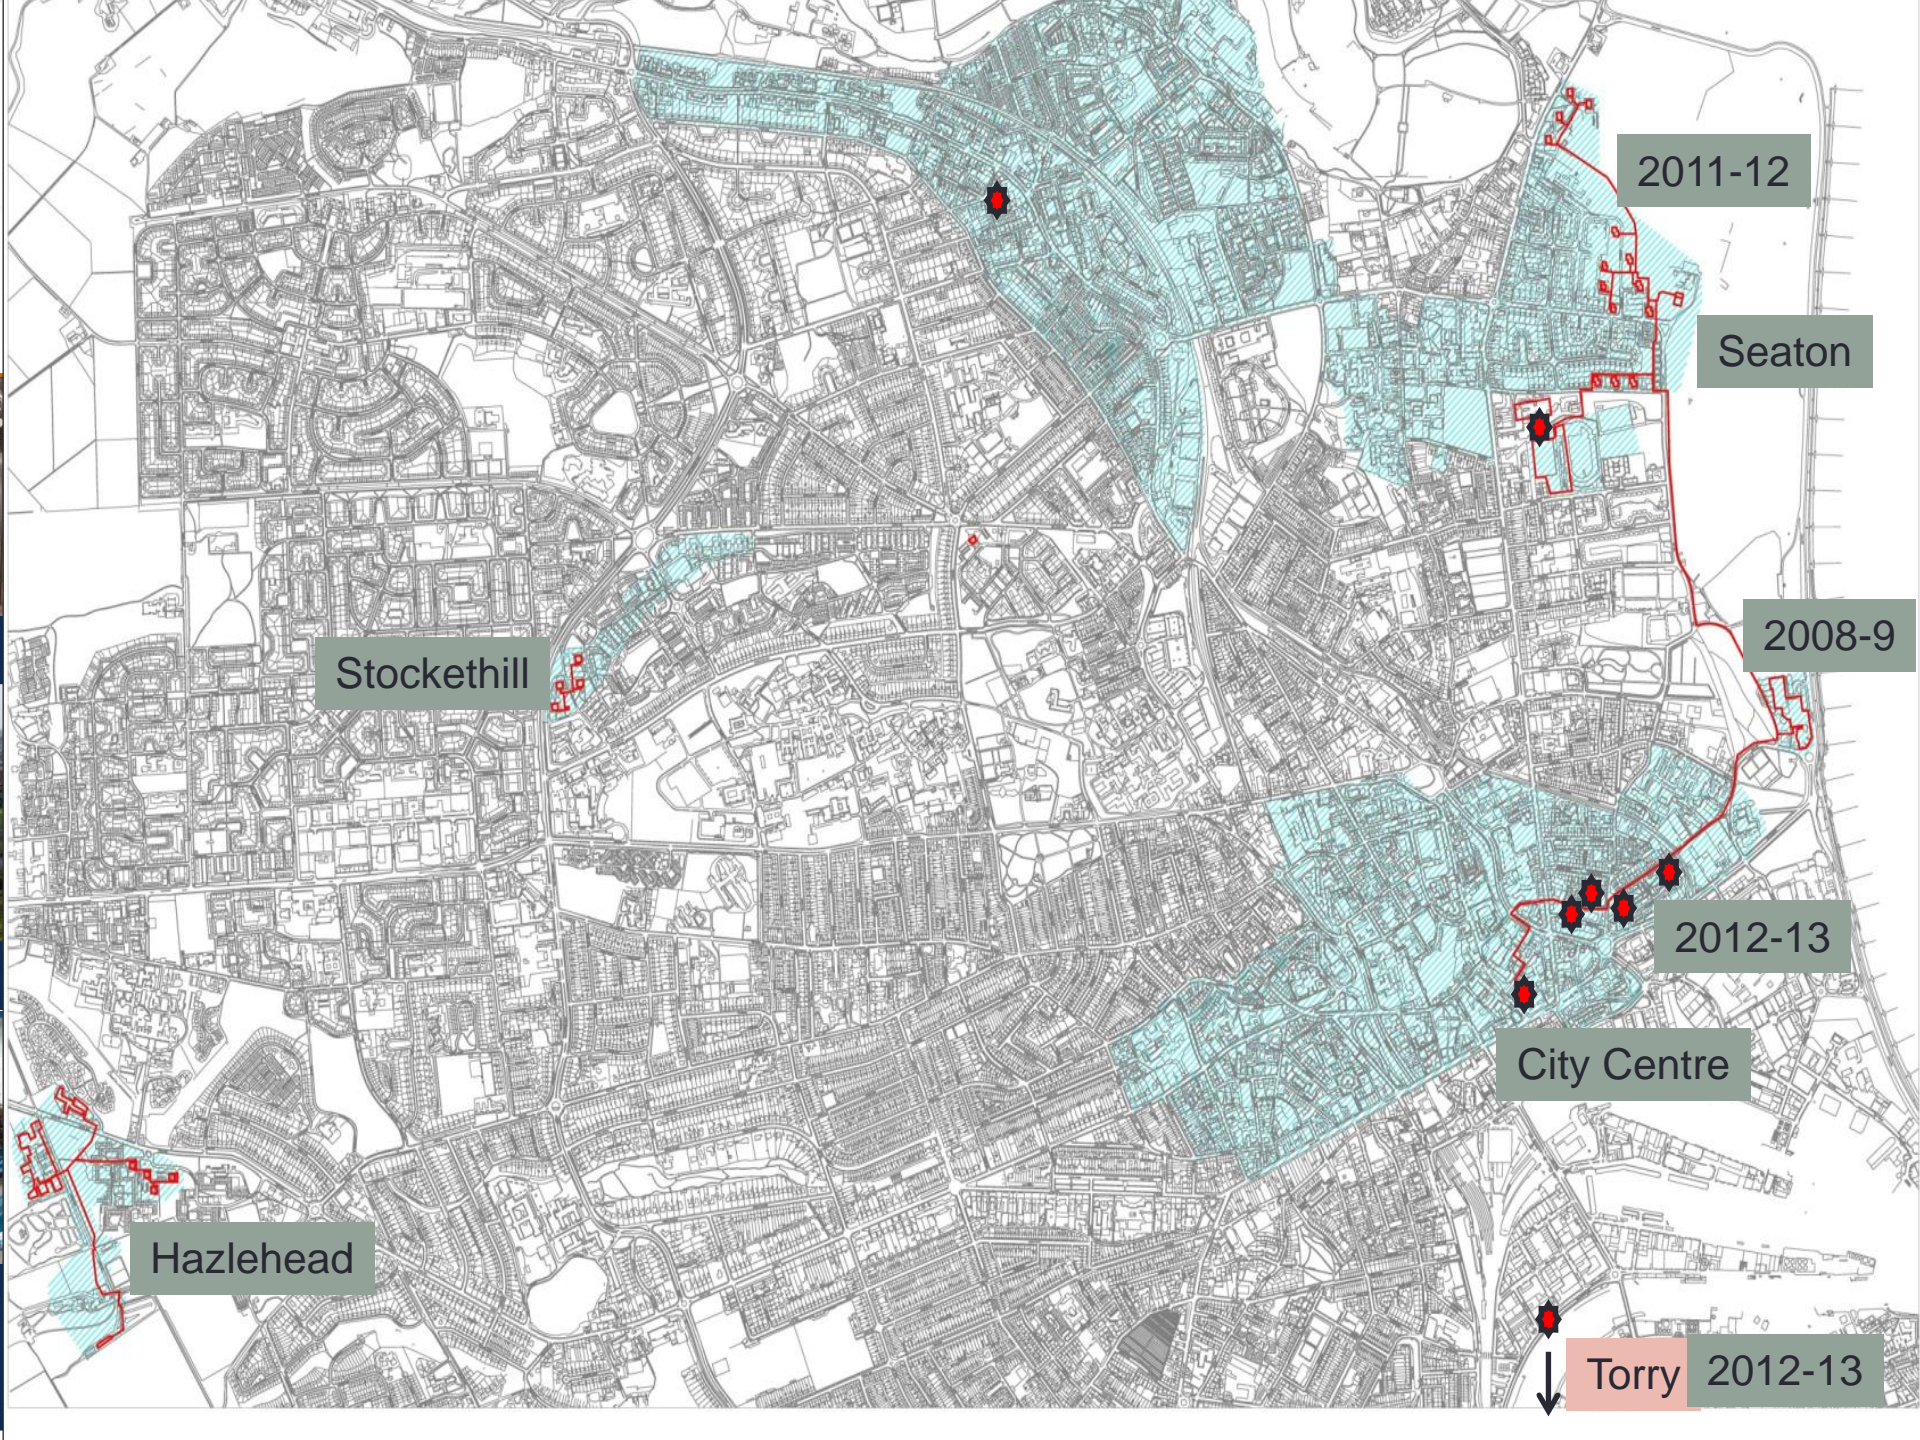 2011-12
Seaton
2008-9
Stockethill
2012-13
City Centre
Hazlehead
Torry
2012-13